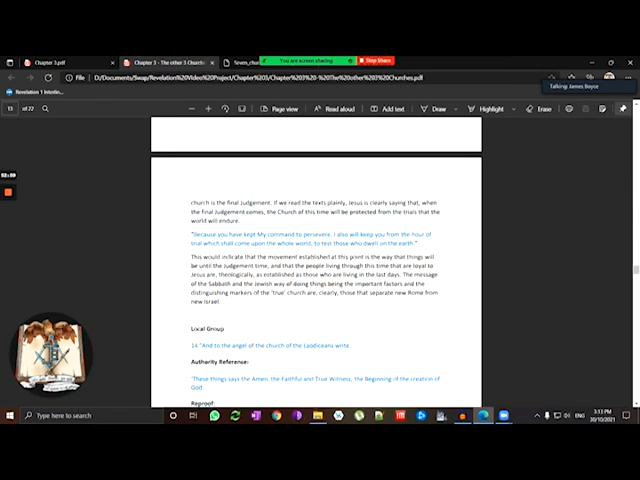 Chapter 3.pdf
Chapter 3 - The other 3 Church
Seven_chur
You are screen sharing
Stop Share
File
D:/Documents/Swap/Revelation%20Video%20Project/Chapter%203/Chapter%203%20-%20The%20other%203%20Churches.pdf
Talking: James Boyce
Revelation 1 Interlin...
13 of 22
Page view
Read aloud
Add text
Draw
Highlight
Erase
52:50
church is the final Judgement. If we read the texts plainly, Jesus is clearly saying that, when
the final Judgement comes, the Church of this time will be protected from the trials that the
world will endure.
"Because you have kept My command to persevere, I also will keep you from the hour of
trial which shall come upon the whole world, to test those who dwell on the earth."
This would indicate that the movement established at this point is the way that things will
be until the Judgement time, and that the people living through this time that are loyal to
Jesus are, theologically, as established as those who are living in the last days. The message
of the Sabbath and the Jewish way of doing things being the important factors and the
distinguishing markers of the 'true' church are, clearly, those that separate new Rome from
new Israel
Local Group
14 "And to the angel of the church of the Laodiceans write,
Authority Reference:
'These things says the Amen, the Faithful and True Witness, the Beginning of the creation of
God
Reproof:
Type here to search
ENG
3:13 PM
30/10/2021